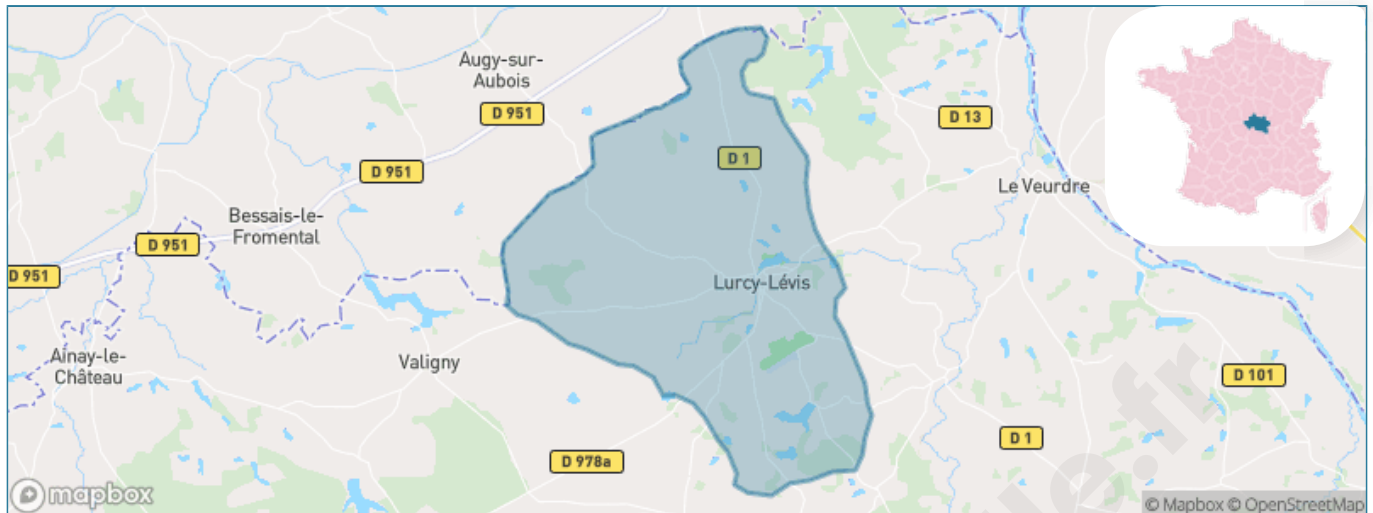 Augy-sur-
Aubois
D 951
D 13
D 1
D 951
Le Veurdre
Bessais-le-
Fromental
D 951
D 951
Lurcy-Lévis
Ainay-le-
Château
Valigny
D 101
D 1
D 978a
mapbox
© Mapbox © OpenStreetMap